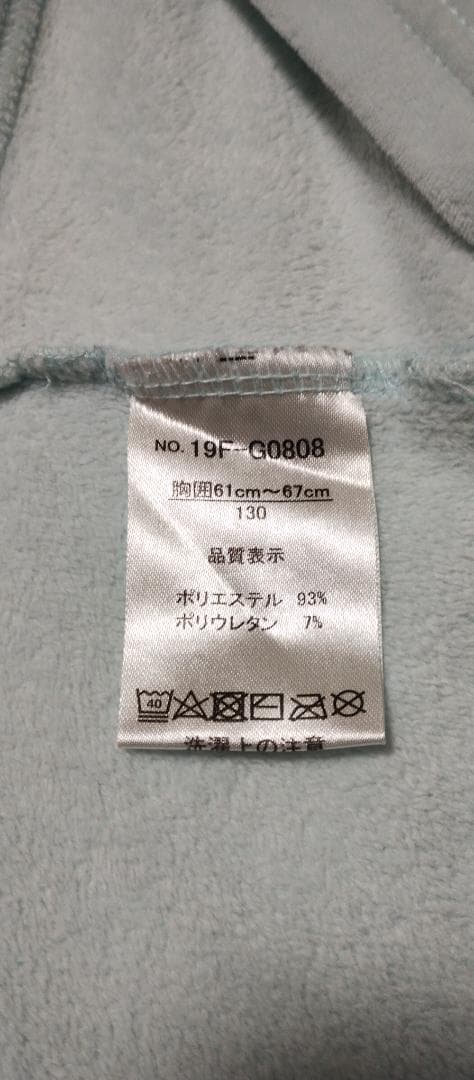 NO. 19F-G0808
胸囲61cm〜67cm
130
品質表示
ポリエステル 93%
ポリウレタン 7%
40
洗濯上の注意